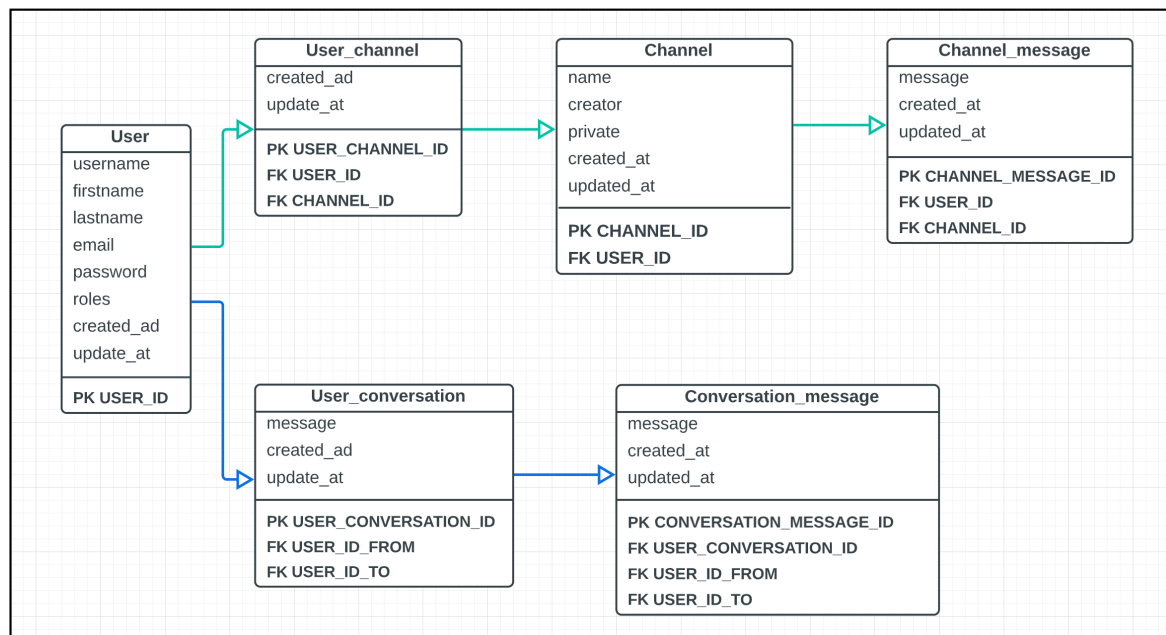 User_channel
created_ad
update_at
PK USER_CHANNEL_ID
FK USER_ID
FK CHANNEL_ID
Channel
name
creator
private
created_at
updated_at
PK CHANNEL_ID
FK USER_ID
Channel_message
message
created_at
updated_at
PK CHANNEL_MESSAGE_ID
FK USER_ID
FK CHANNEL_ID
User
username
firstname
lastname
email
password
roles
created_ad
update_at
PK USER_ID
User_conversation
message
created_ad
update_at
PK USER_CONVERSATION_ID
FK USER_ID_FROM
FK USER_ID_TO
Conversation_message
message
created_at
updated_at
PK CONVERSATION_MESSAGE_ID
FK USER_CONVERSATION_ID
FK USER_ID_FROM
FK USER_ID_TO